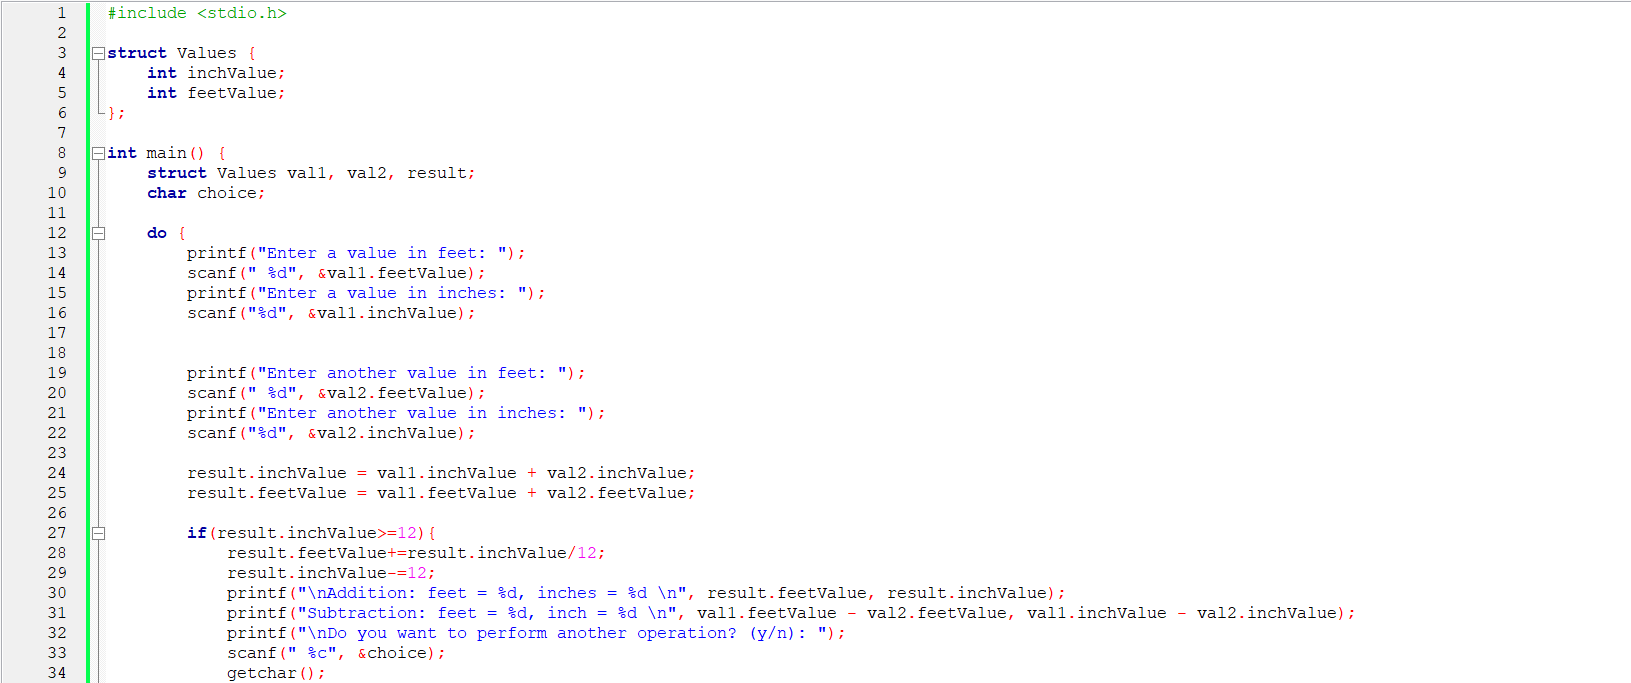 1 #include <stdio.h>
2
3 struct Values {
4     int inchValue;
5     int feetValue;
6 };
7
8 int main() {
9     struct Values val1, val2, result;
10     char choice;
11
12     do {
13         printf("Enter a value in feet: ");
14         scanf(" %d", &val1.feetValue);
15         printf("Enter a value in inches: ");
16         scanf("%d", &val1.inchValue);
17
18
19         printf("Enter another value in feet: ");
20         scanf(" %d", &val2.feetValue);
21         printf("Enter another value in inches: ");
22         scanf("%d", &val2.inchValue);
23
24         result.inchValue = val1.inchValue + val2.inchValue;
25         result.feetValue = val1.feetValue + val2.feetValue;
26
27         if(result.inchValue>=12){
28             result.feetValue+=result.inchValue/12;
29             result.inchValue-=12;
30             printf("\nAddition: feet = %d, inches = %d \n", result.feetValue, result.inchValue);
31             printf("Subtraction: feet = %d, inch = %d \n", val1.feetValue - val2.feetValue, val1.inchValue - val2.inchValue);
32             printf("\nDo you want to perform another operation? (y/n): ");
33             scanf(" %c", &choice);
34             getchar();